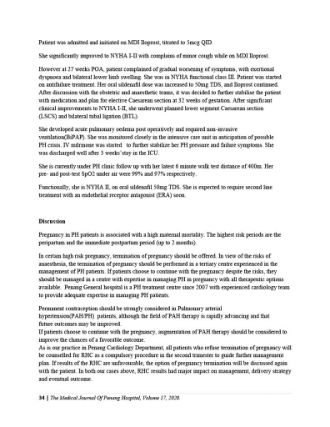 Patient was admitted and initiated on MDI Iloprost, titrated to 5mcg QID.
She significantly improved to NYHA I-II with complains of minor cough while on MDI Iloprost.
However at 27 weeks POA, patient complained of gradual worsening of symptoms, with exertional
dyspnoea and bilateral lower limb swelling. She was in NYHA functional class III. Patient was started
on antifailure treatment. Her oral sildenafil dose was increased to 50mg TDS, and Iloprost continued.
After discussion with the obstetric and anaesthetic teams, it was decided to further stabilise the patient
with medication and plan for elective Caesarean section at 32 weeks of gestation. After significant
clinical improvements to NYHA I-II, she underwent planned lower segment Caesarean section
(LSCS) and bilateral tubal ligation (BTL).
She developed acute pulmonary oedema post operatively and required non-invasive
ventilation(BiPAP). She was monitored closely in the intensive care unit in anticipation of possible
PH crisis. IV milrinone was started to further stabilize her PH pressure and failure symptoms. She
was discharged well after 3 weeks' stay in the ICU.
She is currently under PH clinic follow up with her latest 6 minute walk test distance of 400m. Her
pre- and post-test SpO2 under air were 99% and 97% respectively.
Functionally, she is NYHA II, on oral sildenafil 50mg TDS. She is expected to require second line
treatment with an endothelial receptor antagonist (ERA) soon.
Discussion
Pregnancy in PH patients is associated with a high maternal mortality. The highest risk periods are the
peripartum and the immediate postpartum period (up to 2 months).
In certain high risk pregnancy, termination of pregnancy should be offered. In view of the risks of
anaesthesia, the termination of pregnancy should be performed in a tertiary centre experienced in the
management of PH patients. If patients choose to continue with the pregnancy despite the risks, they
should be managed in a centre with expertise in managing PH in pregnancy with all therapeutic options
available. Penang General hospital is a PH treatment centre since 2007 with experienced cardiology team
to provide adequate expertise in managing PH patients.
Permanent contraception should be strongly considered in Pulmonary arterial
hypertension(PAH/PH) patients, although the field of PAH therapy is rapidly advancing and that
future outcomes may be improved.
If patients choose to continue with the pregnancy, augmentation of PAH therapy should be considered to
improve the chances of a favorable outcome.
As is our practice in Penang Cardiology Department, all patients who refuse termination of pregnancy will
be counselled for RHC as a compulsory procedure in the second trimester to guide further management
plan. If results of the RHC are unfavourable, the option of pregnancy termination will be discussed again
with the patient. In both our cases above, RHC results had major impact on management, delivery strategy
and eventual outcome.
34 | The Medical Journal Of Penang Hospital, Volume 17, 2020